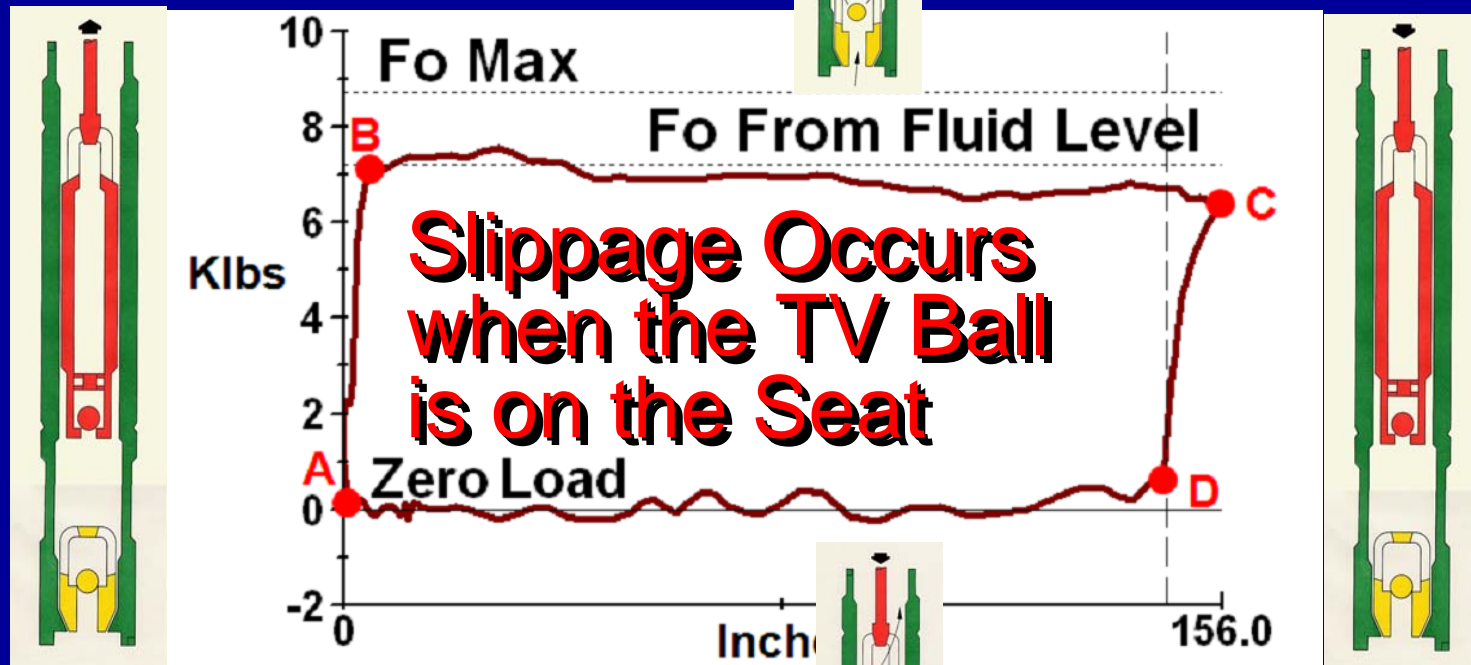 10
Fo Max
8
B
Fo From Fluid Level
6
C
Klbs
Slippage Occurs
when the TV Ball
is on the Seat
4
2
A
Zero Load
D
0
-2
0
156.0